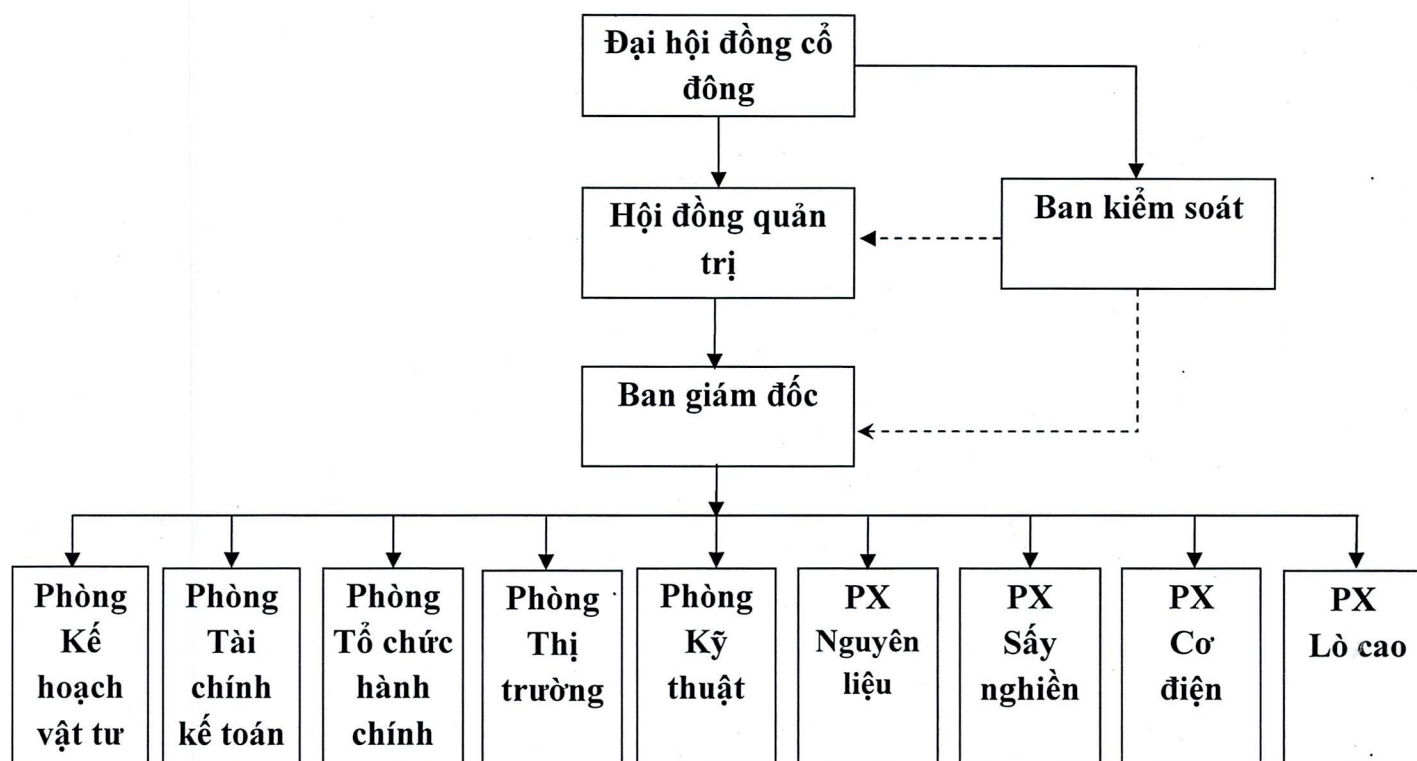 Đại hội đồng cổ
đông
Hội đồng quản
trị
Ban kiểm soát
Ban giám đốc
Phòng
Kế
hoạch
vật tư
Phòng
Tài
chính
kế toán
Phòng
Tổ chức
hành
chính
Phòng
Thị
trường
Phòng
Kỹ
thuật
PX
Nguyên
liệu
PX
Sấy
nghiền
PX
Cơ
điện
PX
Lò cao